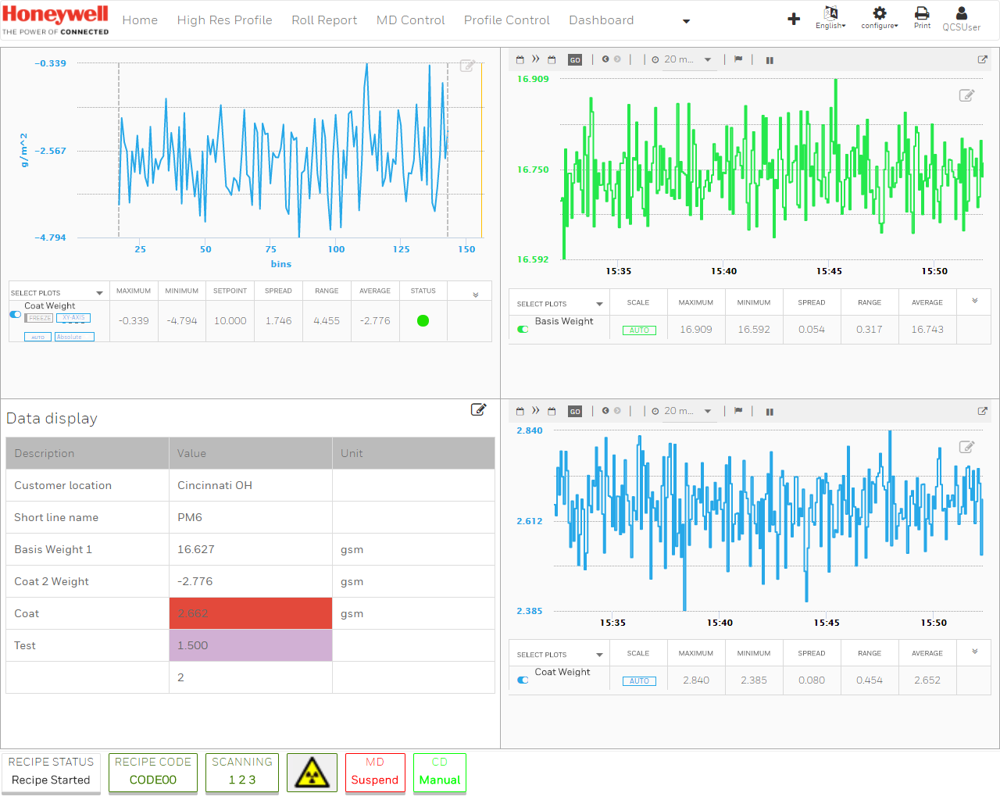 Honeywell
THE POWER OF CONNECTED
Home High Res Profile Roll Report MD Control Profile Control Dashboard
English configure Print QCSUser
-0.339
-2.567
-4.794
g/m^2
25 50 75 100 125 150
bins
SELECT PLOTS MAXIMUM MINIMUM SETPOINT SPREAD RANGE AVERAGE STATUS
Coat Weight
FREEZE XY-AXIS
-0.339 -4.794 10.000 1.746 4.455 -2.776
AUTO Absolute
GO 20 m...
16.909
16.750
16.592
15:35 15:40 15:45 15:50
SELECT PLOTS SCALE MAXIMUM MINIMUM SPREAD RANGE AVERAGE
Basis Weight
AUTO 16.909 16.592 0.054 0.317 16.743
Data display
Description Value Unit
Customer location Cincinnati OH
Short line name PM6
Basis Weight 1 16.627 gsm
Coat 2 Weight -2.776 gsm
Coat 2.662 gsm
Test 1.500
2
GO 20 m...
2.840
2.612
2.385
15:35 15:40 15:45 15:50
SELECT PLOTS SCALE MAXIMUM MINIMUM SPREAD RANGE AVERAGE
Coat Weight
AUTO 2.840 2.385 0.080 0.454 2.652
RECIPE STATUS RECIPE CODE SCANNING MD CD
Recipe Started CODE00 1 2 3 Suspend Manual